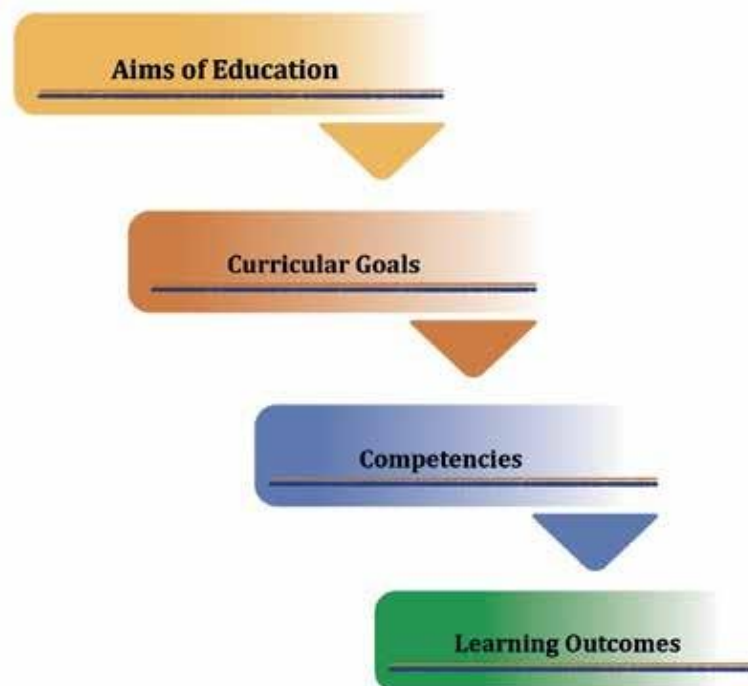 Aims of Education
Curricular Goals
Competencies
Learning Outcomes